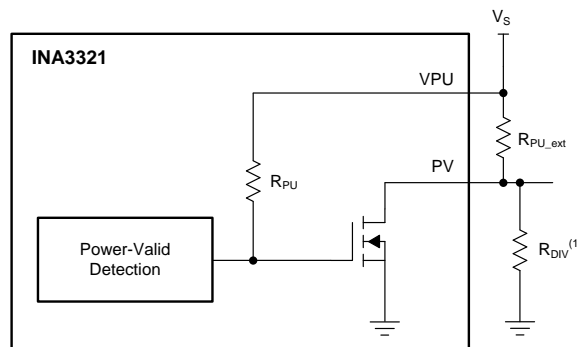 V_S
INA3321
VPU
R_PU_ext
PV
R_PU
Power-Valid
Detection
R_DIV^(1